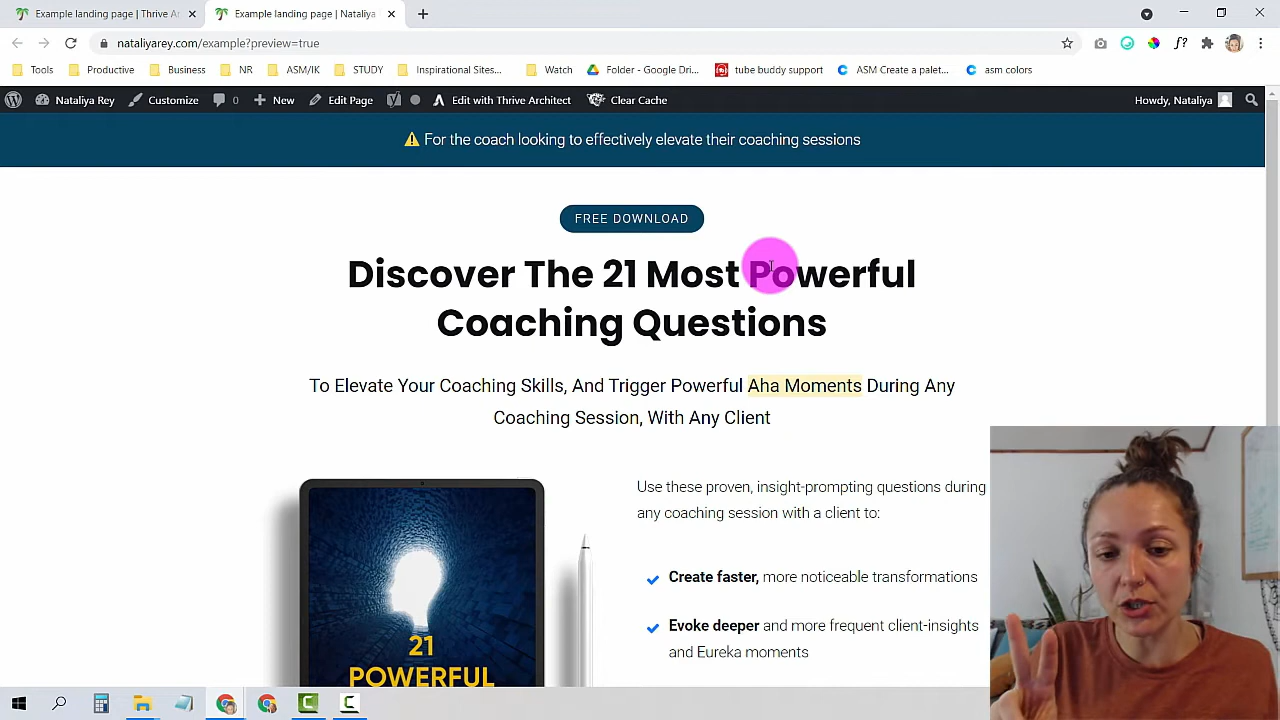 Example landing page | Thrive Ar
Example landing page | Nataliya
nataliyarey.com/example?preview=true
Tools
Productive
Business
NR
ASM/IK
STUDY
Inspirational Sites...
Watch
Folder - Google Dri...
tube buddy support
ASM Create a palet...
asm colors
Nataliya Rey
Customize
0
New
Edit Page
Edit with Thrive Architect
Clear Cache
Howdy, Nataliya
For the coach looking to effectively elevate their coaching sessions
FREE DOWNLOAD
Discover The 21 Most Powerful
Coaching Questions
To Elevate Your Coaching Skills, And Trigger Powerful Aha Moments During Any
Coaching Session, With Any Client
Use these proven, insight-prompting questions during
any coaching session with a client to:
Create faster, more noticeable transformations
Evoke deeper and more frequent client-insights
and Eureka moments
21
POWERFUL